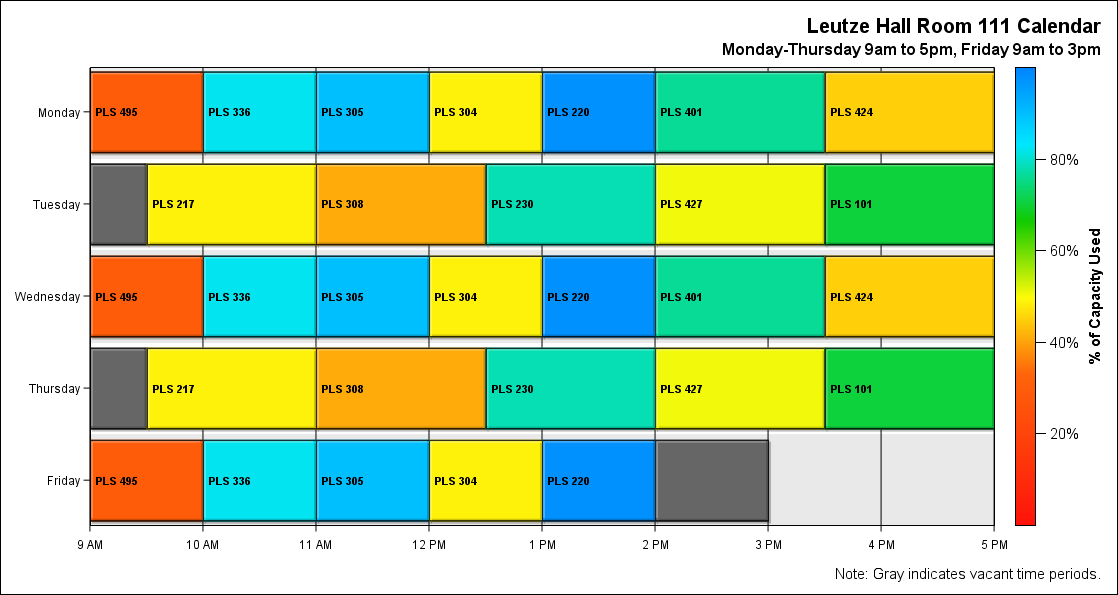 Leutze Hall Room 111 Calendar
Monday-Thursday 9am to 5pm, Friday 9am to 3pm
Monday PLS 495 PLS 336 PLS 305 PLS 304 PLS 220 PLS 401 PLS 424
Tuesday PLS 217 PLS 308 PLS 230 PLS 427 PLS 101
Wednesday PLS 495 PLS 336 PLS 305 PLS 304 PLS 220 PLS 401 PLS 424
Thursday PLS 217 PLS 308 PLS 230 PLS 427 PLS 101
Friday PLS 495 PLS 336 PLS 305 PLS 304 PLS 220
9 AM 10 AM 11 AM 12 PM 1 PM 2 PM 3 PM 4 PM 5 PM
80%
60%
40%
20%
% of Capacity Used
Note: Gray indicates vacant time periods.